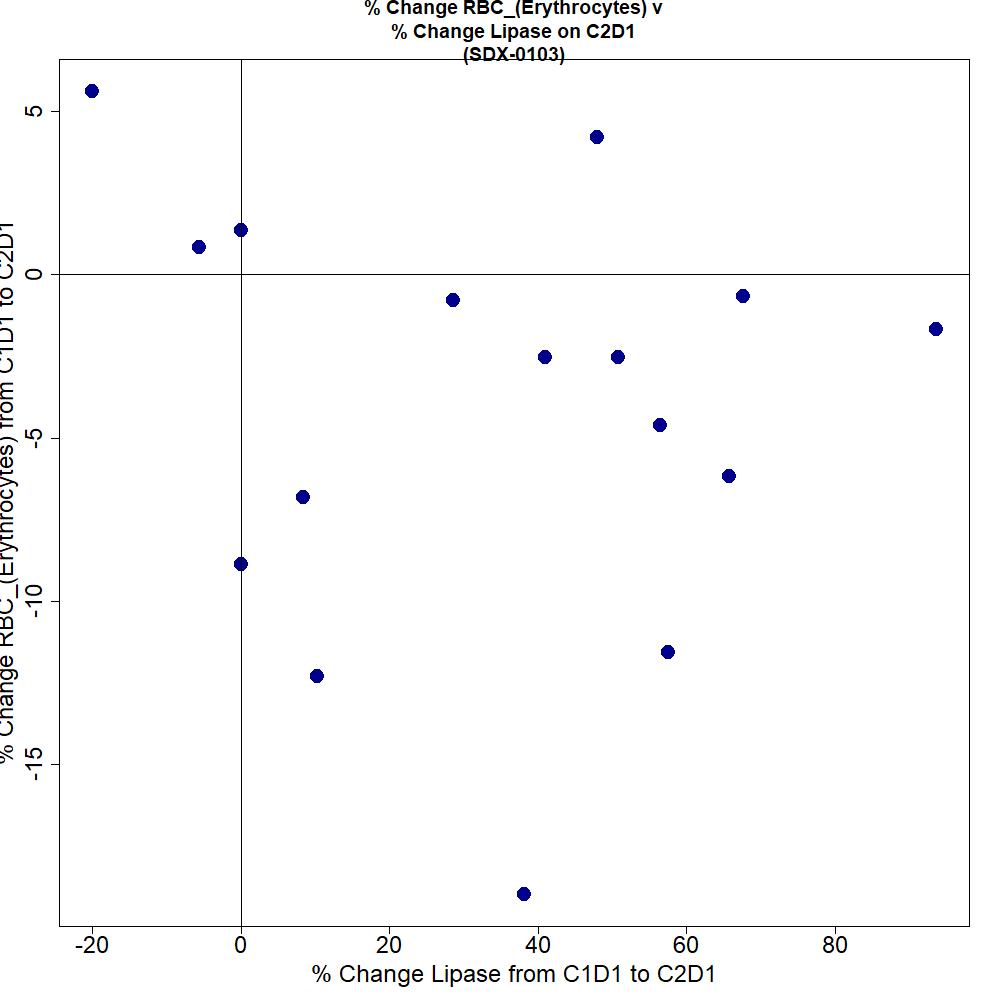 % Change RBC_(Erythrocytes) v
% Change Lipase on C2D1
(SDX-0103)
% Change RBC_(Erythrocytes) from C1D1 to C2D1
5
0
-5
-10
-15
-20
0
20
40
60
80
% Change Lipase from C1D1 to C2D1